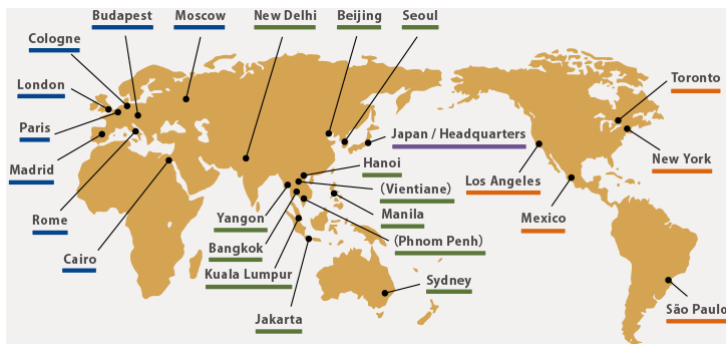 Budapest
Moscow
New Delhi
Beijing
Seoul
Cologne
London
Paris
Madrid
Rome
Cairo
Toronto
Japan / Headquarters
New York
Hanoi
Los Angeles
(Vientiane)
Yangon
Manila
Mexico
Bangkok
(Phnom Penh)
Kuala Lumpur
Sydney
Jakarta
São Paulo